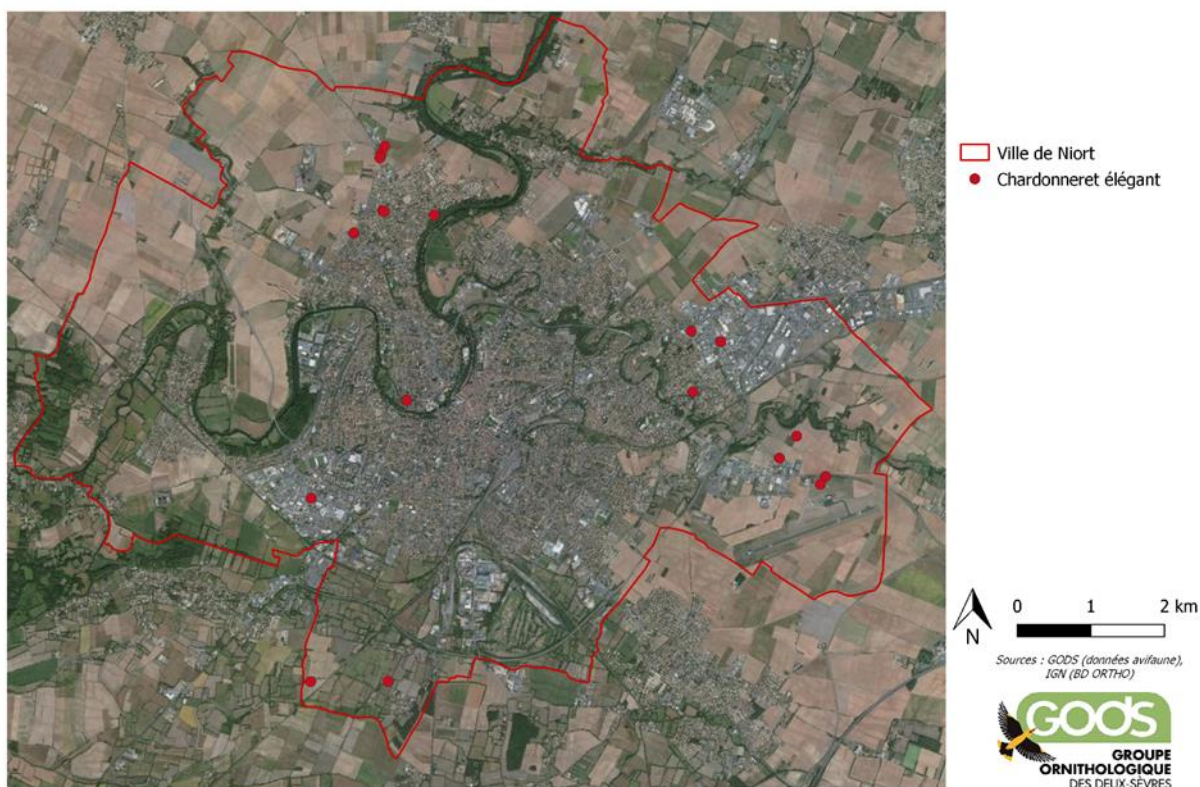 Ville de Niort
Chardonneret élégant
0 1 2 km
N
Sources : GODS (données avifaune),
IGN (BD ORTHO)
GODS
GROUPE
ORNITHOLOGIQUE
DES DEUX-SÈVRES